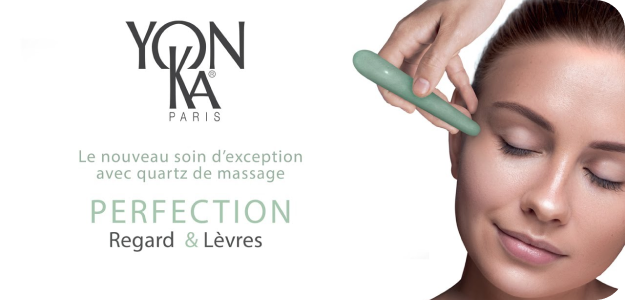 YON
KA®
PARIS
Le nouveau soin d'exception
avec quartz de massage
PERFECTION
Regard & Lèvres